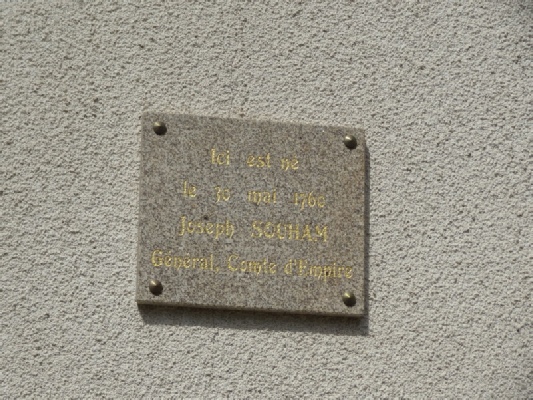 Ici est né
le 30 mai 1760
Joseph SOUHAM
Général, Comte d'Empire